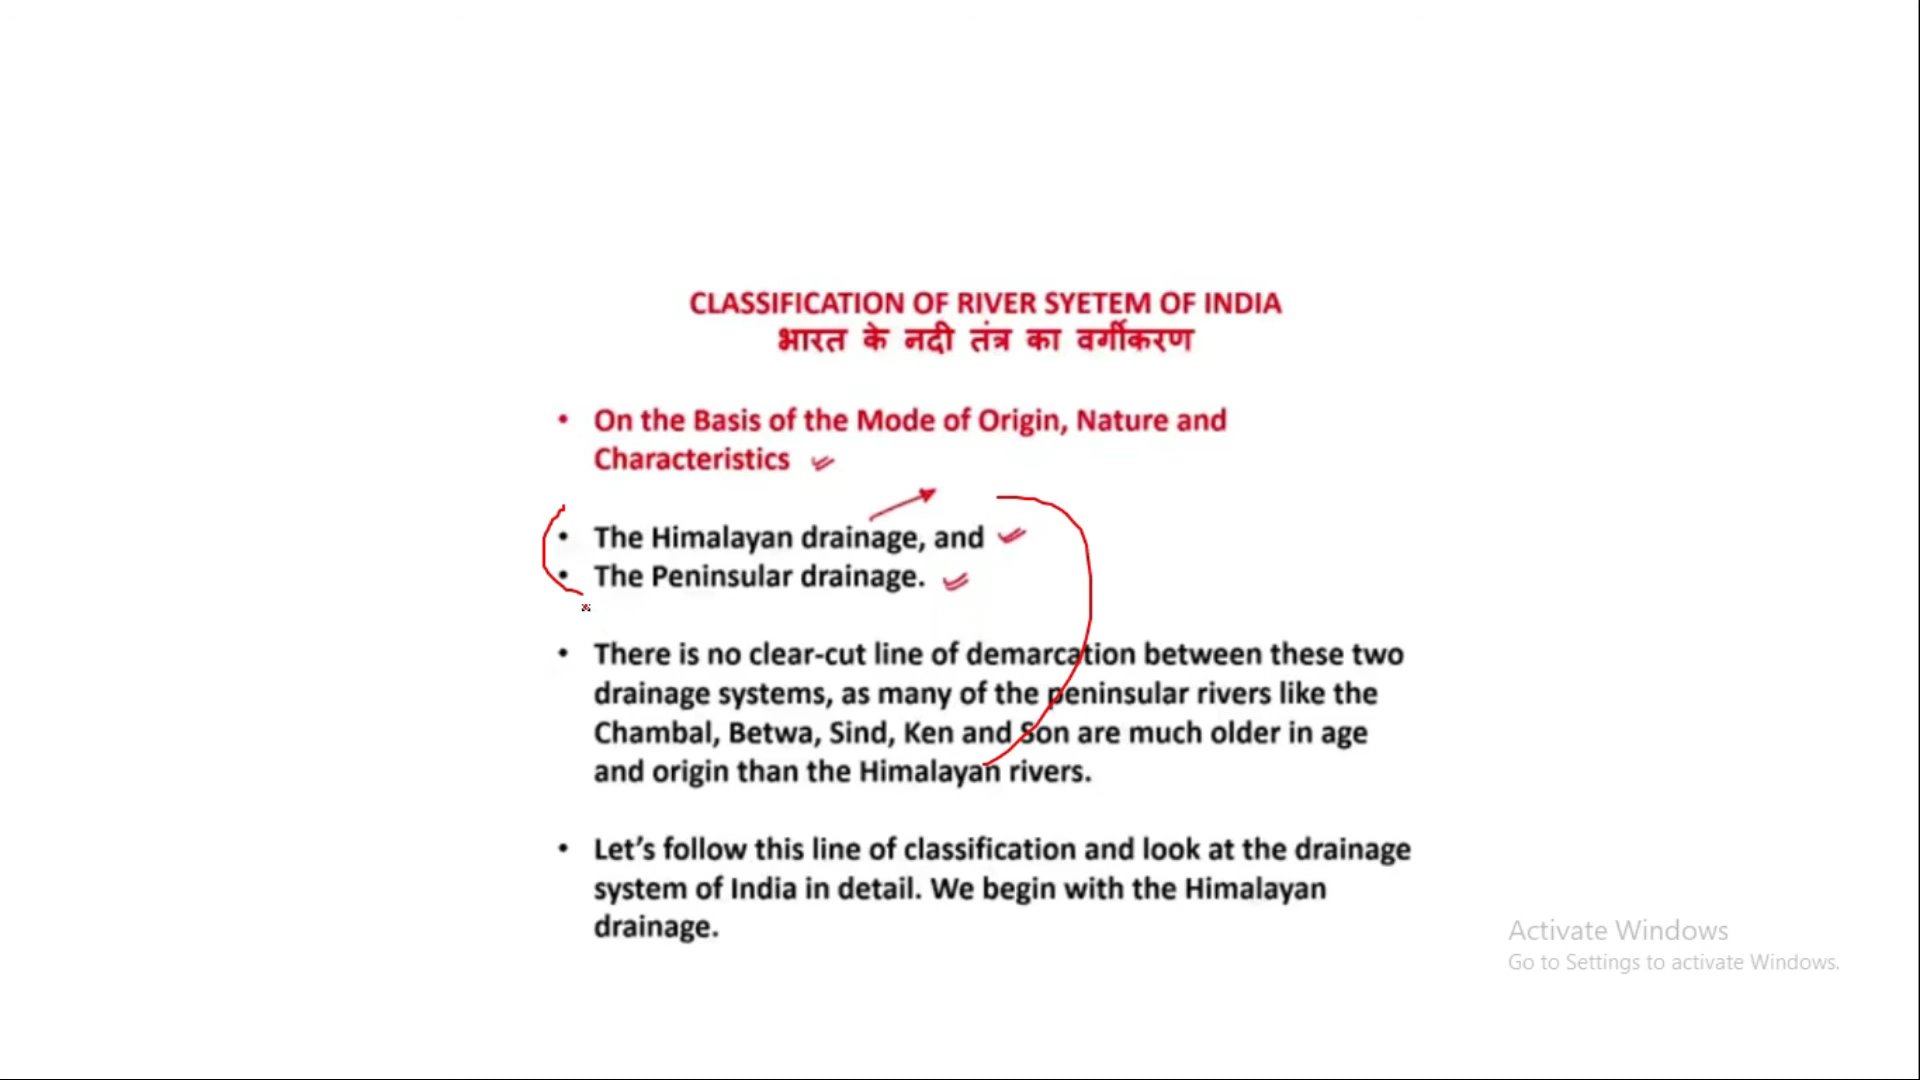 CLASSIFICATION OF RIVER SYETEM OF INDIA
भारत के नदी तंत्र का वर्गीकरण
• On the Basis of the Mode of Origin, Nature and
Characteristics
• The Himalayan drainage, and
• The Peninsular drainage.
• There is no clear-cut line of demarcation between these two
drainage systems, as many of the peninsular rivers like the
Chambal, Betwa, Sind, Ken and Son are much older in age
and origin than the Himalayan rivers.
• Let’s follow this line of classification and look at the drainage
system of India in detail. We begin with the Himalayan
drainage.
Activate Windows
Go to Settings to activate Windows.